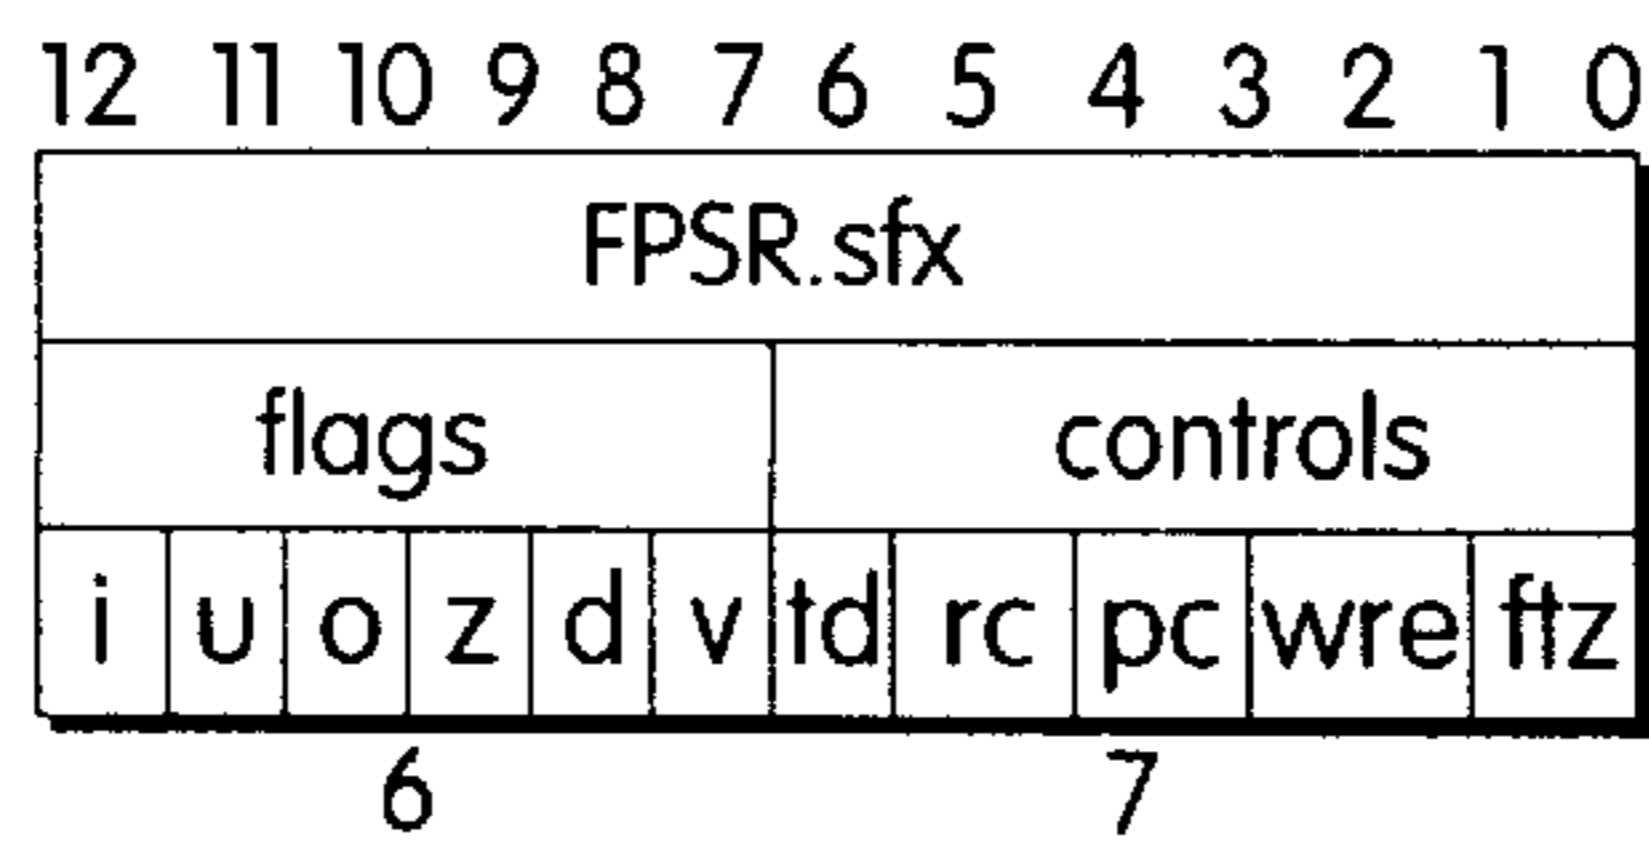 12 11 10 9 8 7 6 5 4 3 2 1 0
FPSR.sfx
flags controls
i u o z d v td rc pc wre ftz
6 7